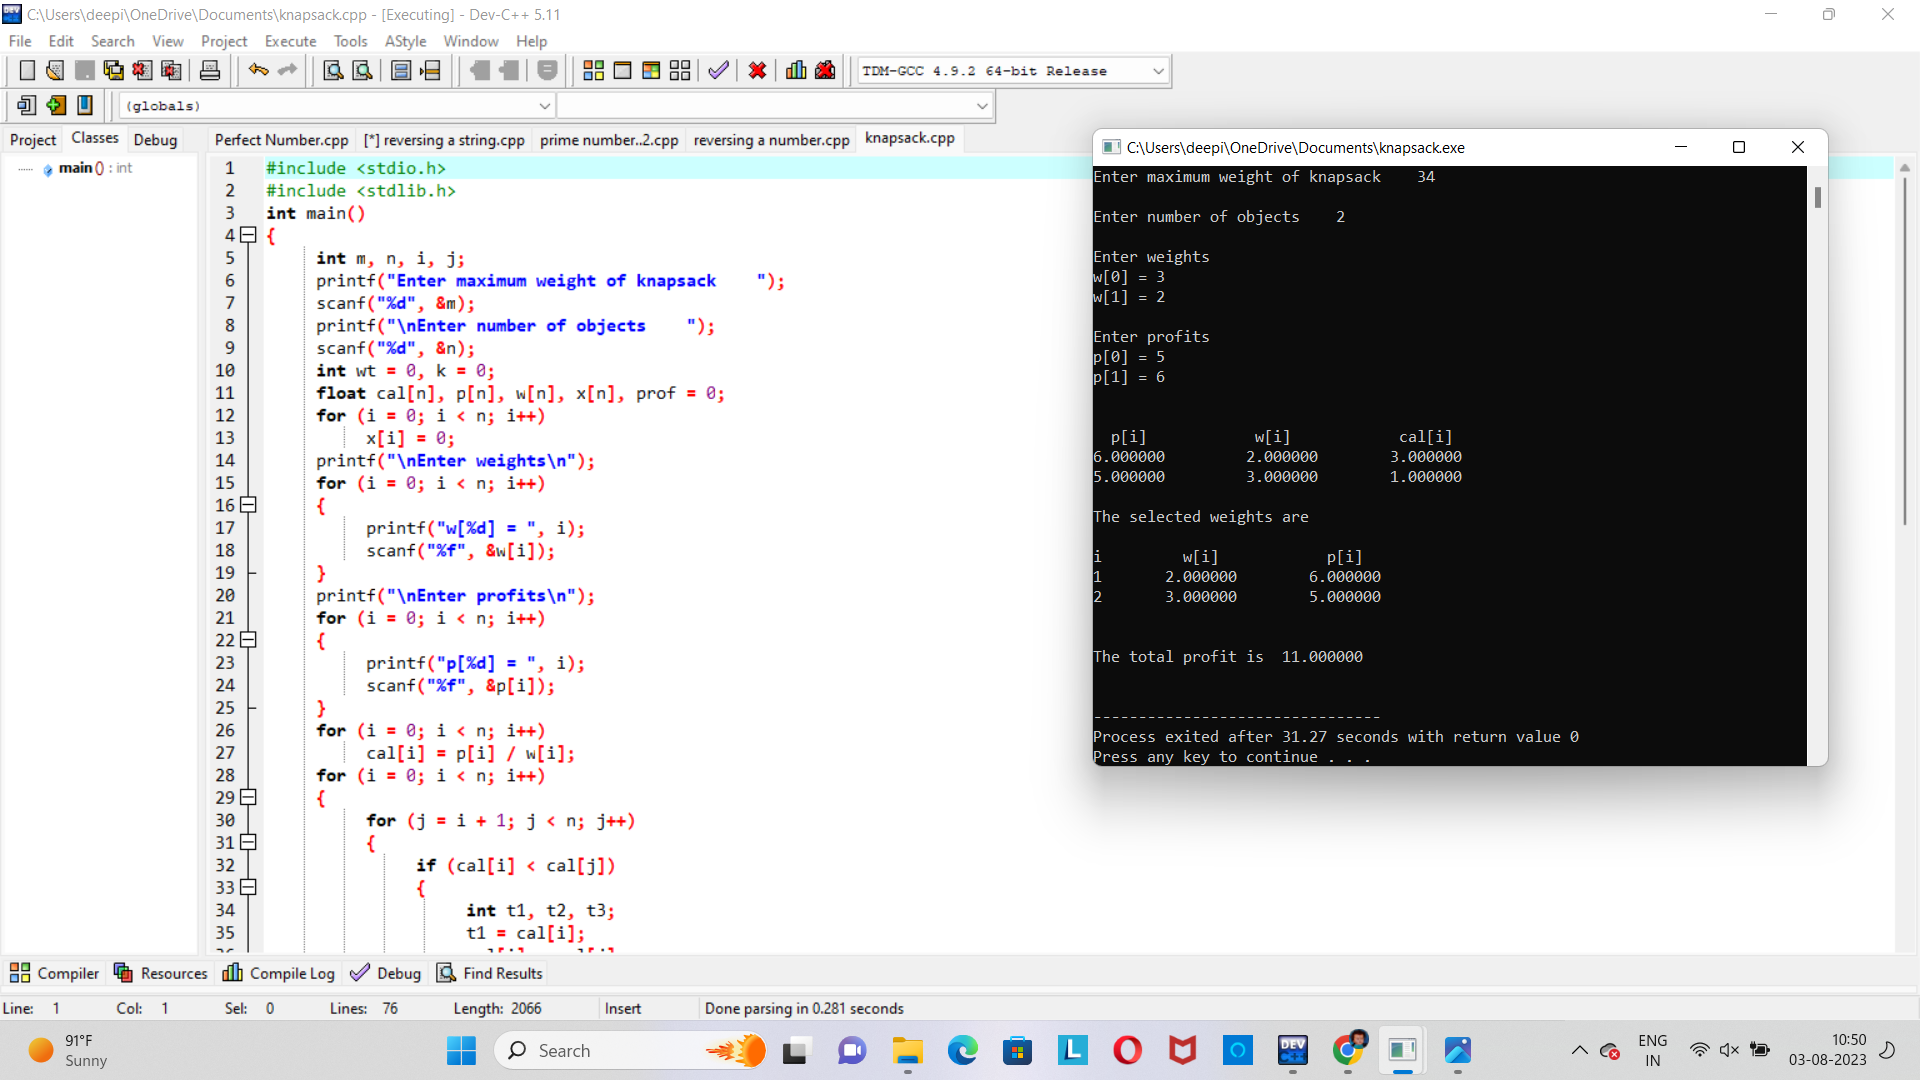 C:\Users\deepi\OneDrive\Documents\knapsack.cpp - [Executing] - Dev-C++ 5.11
File Edit Search View Project Execute Tools AStyle Window Help
TDM-GCC 4.9.2 64-bit Release
(globals)
Project Classes Debug
Perfect Number.cpp [*] reversing a string.cpp prime number..2.cpp reversing a number.cpp knapsack.cpp
main () : int
1 #include <stdio.h>
2 #include <stdlib.h>
3 int main()
4 {
5 int m, n, i, j;
6 printf("Enter maximum weight of knapsack    ");
7 scanf("%d", &m);
8 printf("\nEnter number of objects    ");
9 scanf("%d", &n);
10 int wt = 0, k = 0;
11 float cal[n], p[n], w[n], x[n], prof = 0;
12 for (i = 0; i < n; i++)
13 x[i] = 0;
14 printf("\nEnter weights\n");
15 for (i = 0; i < n; i++)
16 {
17 printf("w[%d] = ", i);
18 scanf("%f", &w[i]);
19 }
20 printf("\nEnter profits\n");
21 for (i = 0; i < n; i++)
22 {
23 printf("p[%d] = ", i);
24 scanf("%f", &p[i]);
25 }
26 for (i = 0; i < n; i++)
27 cal[i] = p[i] / w[i];
28 for (i = 0; i < n; i++)
29 {
30 for (j = i + 1; j < n; j++)
31 {
32 if (cal[i] < cal[j])
33 {
34 int t1, t2, t3;
35 t1 = cal[i];
C:\Users\deepi\OneDrive\Documents\knapsack.exe
Enter maximum weight of knapsack    34
Enter number of objects    2
Enter weights
w[0] = 3
w[1] = 2
Enter profits
p[0] = 5
p[1] = 6
p[i] w[i] cal[i]
6.000000 2.000000 3.000000
5.000000 3.000000 1.000000
The selected weights are
i w[i] p[i]
1 2.000000 6.000000
2 3.000000 5.000000
The total profit is  11.000000
--------------------------------
Process exited after 31.27 seconds with return value 0
Press any key to continue . . .
Compiler Resources Compile Log Debug Find Results
Line: 1 Col: 1 Sel: 0 Lines: 76 Length: 2066 Insert Done parsing in 0.281 seconds
91°F
Sunny
Search
L
DEV
C++
ENG
IN
10:50
03-08-2023